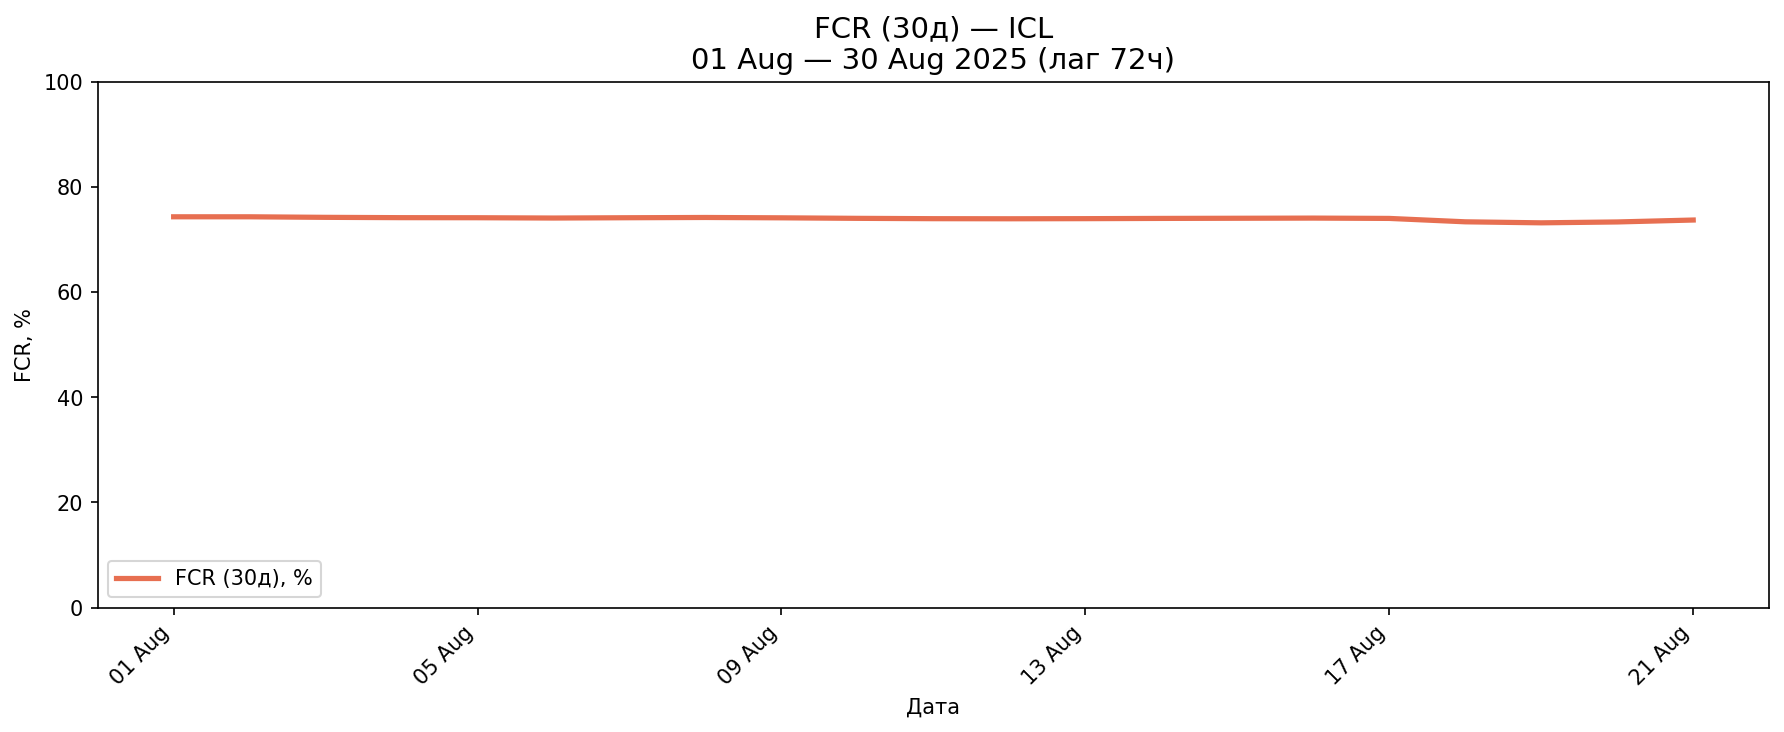 FCR (30д) — ICL
01 Aug — 30 Aug 2025 (лаг 72ч)
FCR, %
100
80
60
40
20
0
FCR (30д), %
01 Aug
05 Aug
09 Aug
13 Aug
17 Aug
21 Aug
Дата